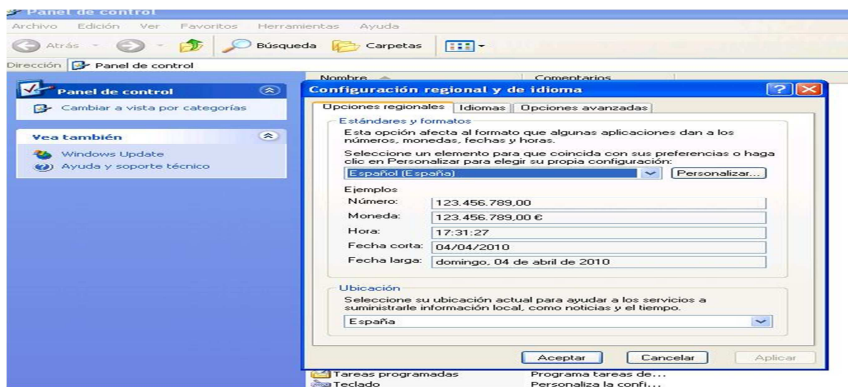 Panel de control
Archivo Edición Ver Favoritos Herramientas Ayuda
Atrás Búsqueda Carpetas
Dirección Panel de control
Nombre Comentarios
Panel de control
Cambiar a vista por categorías
Vea también
Windows Update
Ayuda y soporte técnico
Configuración regional y de idioma
Opciones regionales Idiomas Opciones avanzadas
Estándares y formatos
Esta opción afecta al formato que algunas aplicaciones dan a los
números, monedas, fechas y horas.
Seleccione un elemento para que coincida con sus preferencias o haga
clic en Personalizar para elegir su propia configuración:
Español (España) Personalizar...
Ejemplos
Número: 123.456.789,00
Moneda: 123.456.789,00 €
Hora: 17:31:27
Fecha corta: 04/04/2010
Fecha larga: domingo, 04 de abril de 2010
Ubicación
Seleccione su ubicación actual para ayudar a los servicios a
suministrarle información local, como noticias y el tiempo.
España
Aceptar Cancelar Aplicar
Tareas programadas Programa tareas de...
Teclado Personaliza la confi...